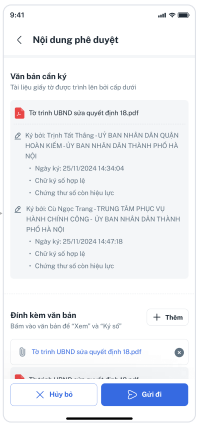 9:41
Nội dung phê duyệt
Văn bản cần ký
Tài liệu giấy tờ được trình lên bởi cấp dưới
Tờ trình UBND sửa quyết định 18.pdf
Ký bởi: Trịnh Tất Thắng - UỶ BAN NHÂN DÂN QUẬN
HOÀN KIẾM - ỦY BAN NHÂN DÂN THÀNH PHỐ HÀ
NỘI
• Ngày ký: 25/11/2024 14:34:04
• Chữ ký số hợp lệ
• Chứng thư số còn hiệu lực
Ký bởi: Cù Ngọc Trang - TRUNG TÂM PHỤC VỤ
HÀNH CHÍNH CÔNG - ỦY BAN NHÂN DÂN THÀNH
PHỐ HÀ NỘI
• Ngày ký: 25/11/2024 14:47:18
• Chữ ký số hợp lệ
• Chứng thư số còn hiệu lực
Đính kèm văn bản
Bấm vào văn bản để "Xem" và "Ký số"
Thêm
Tờ trình UBND sửa quyết định 18.pdf
Hủy bỏ
Gửi đi